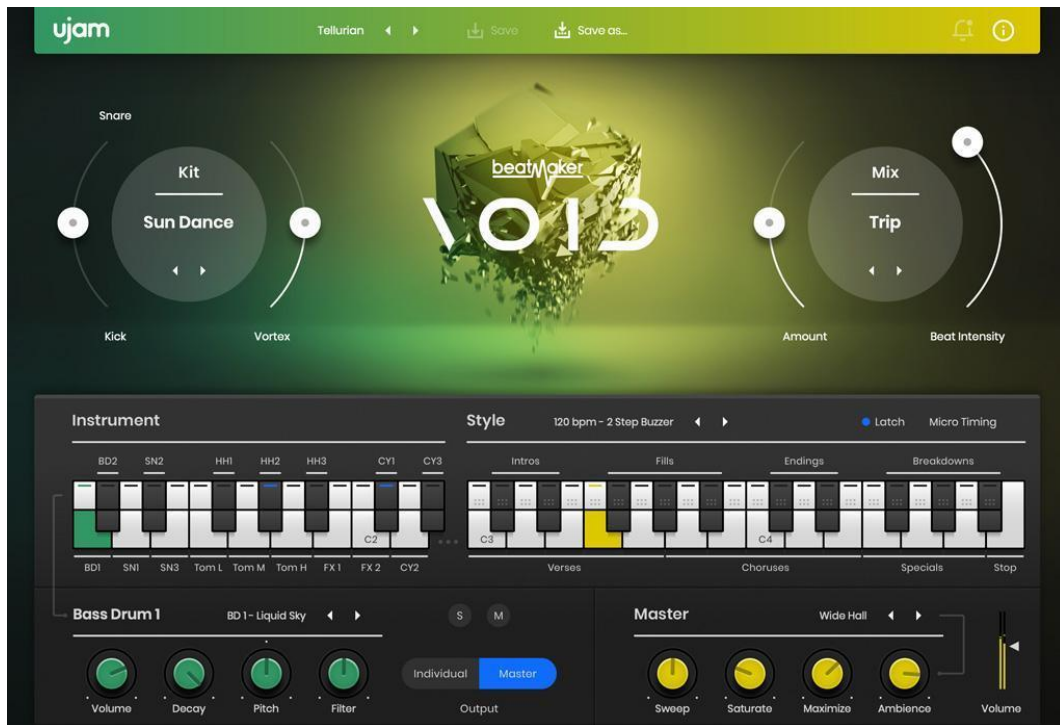 ujam
Tellurian
Save
Save as...
Snare
Kit
Sun Dance
Kick
Vortex
beatMaker
VOID
Mix
Trip
Amount
Beat Intensity
Instrument
Style
120 bpm - 2 Step Buzzer
Latch
Micro Timing
BD2 SN2 HH1 HH2 HH3 CY1 CY3
Intros Fills Endings Breakdowns
C2 C3 C4
BD1 SN1 SN3 Tom L Tom M Tom H FX 1 FX 2 CY2
Verses Choruses Specials Stop
Bass Drum 1
BD 1 - Liquid Sky
S M
Master
Wide Hall
Individual Master
Volume Decay Pitch Filter
Output
Sweep Saturate Maximize Ambience
Volume